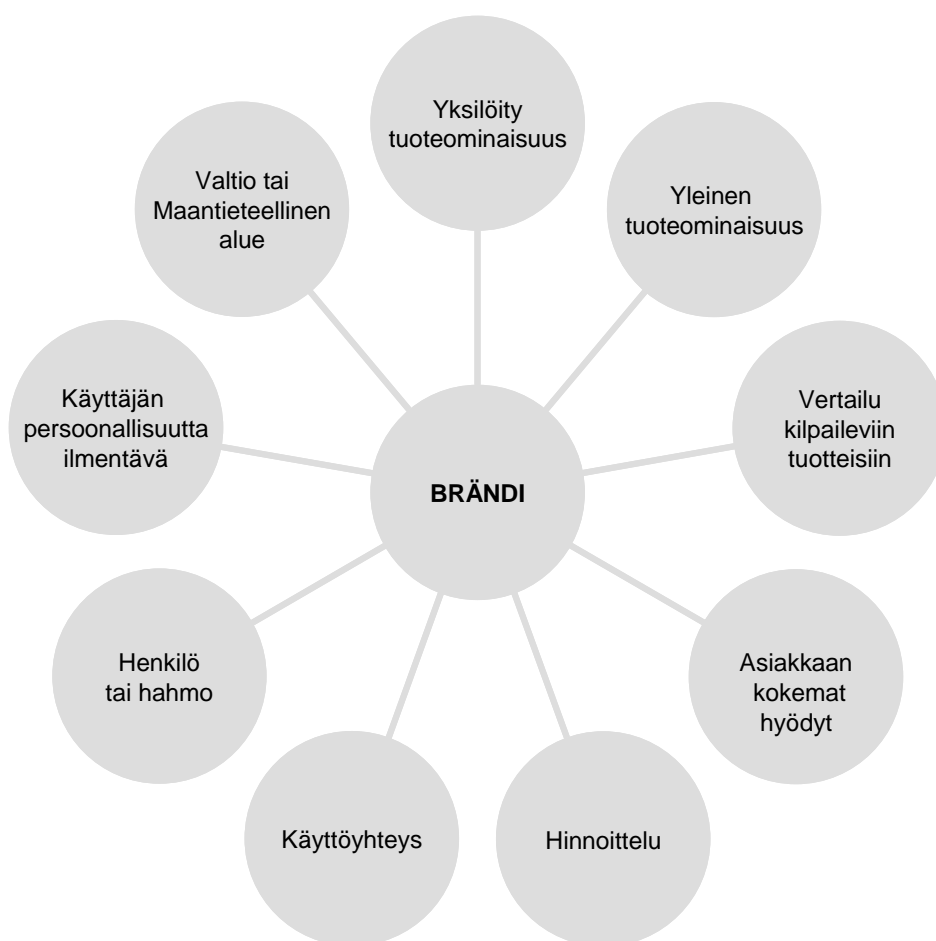 Yksilöity
tuoteominaisuus
Yleinen
tuoteominaisuus
Vertailu
kilpaileviin
tuotteisiin
Asiakkaan
kokemat
hyödyt
Hinnoittelu
Käyttöyhteys
Henkilö
tai hahmo
Käyttäjän
persoonallisuutta
ilmentävä
Valtio tai
Maantieteellinen
alue
BRÄNDI